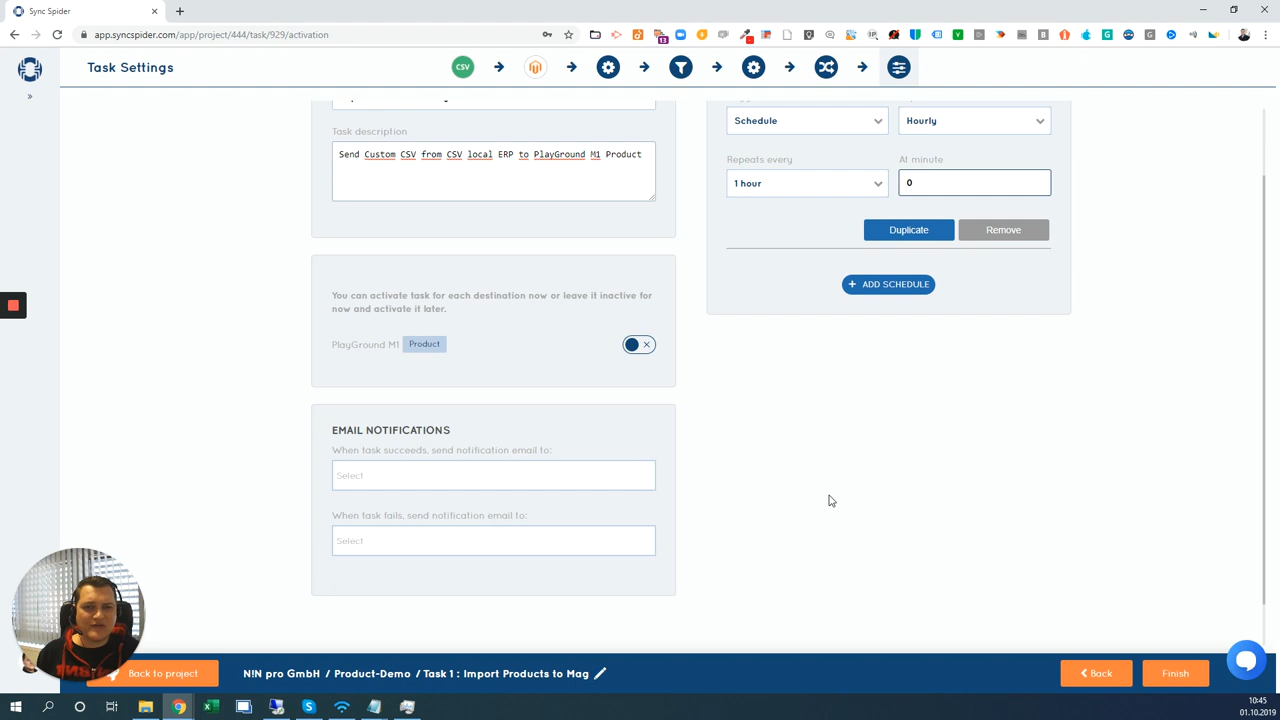 Sync Spider
app.syncspider.com/app/project/444/task/929/activation
13
Task Settings
CSV
Task description
Send Custom CSV from CSV local ERP to PlayGround M1 Product
Schedule
Hourly
Repeats every
At minute
1 hour
0
Duplicate
Remove
+ ADD SCHEDULE
You can activate task for each destination now or leave it inactive for
now and activate it later.
PlayGround M1 Product
EMAIL NOTIFICATIONS
When task succeeds, send notification email to:
Select
When task fails, send notification email to:
Select
Back to project
N!N pro GmbH / Product-Demo / Task 1 : Import Products to Mag
Back
Finish
10:45
01.10.2019